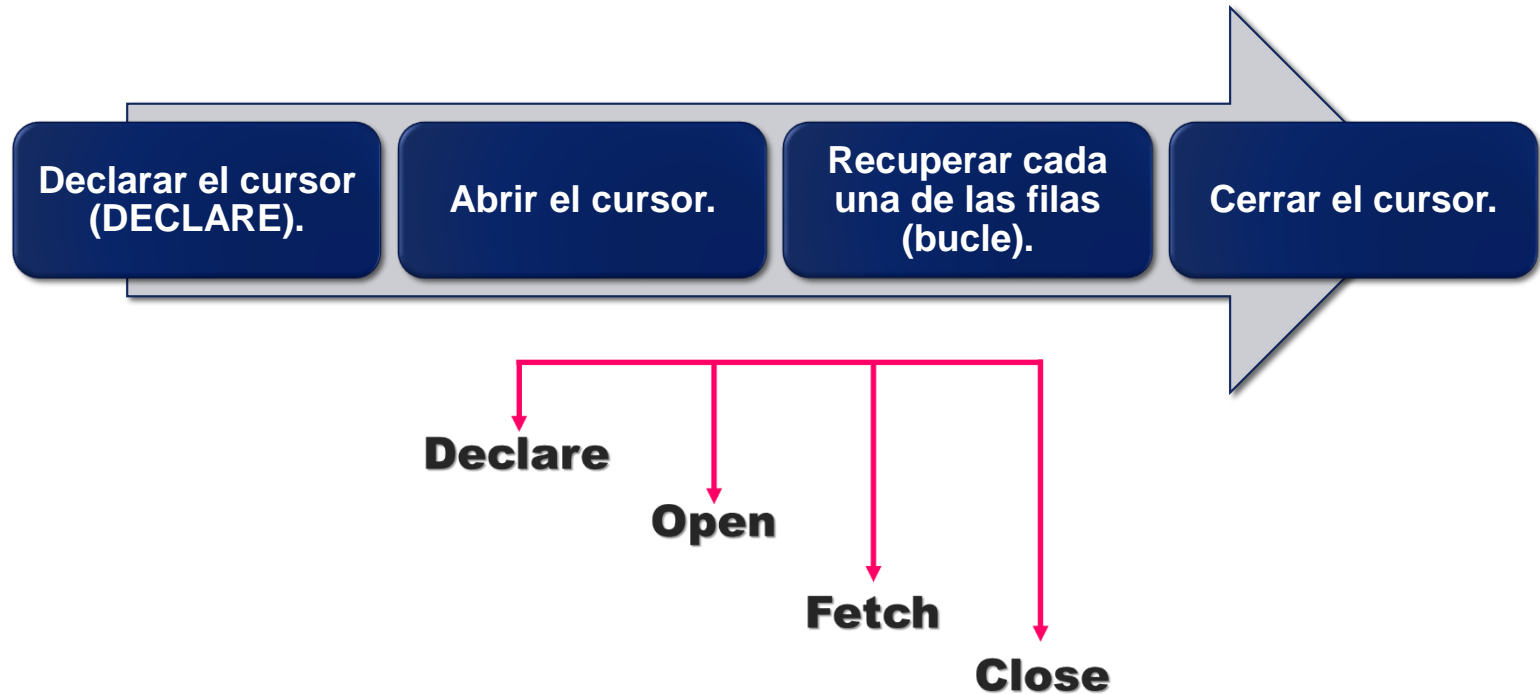 Declarar el cursor
(DECLARE).
Abrir el cursor.
Recuperar cada
una de las filas
(bucle).
Cerrar el cursor.
Declare
Open
Fetch
Close